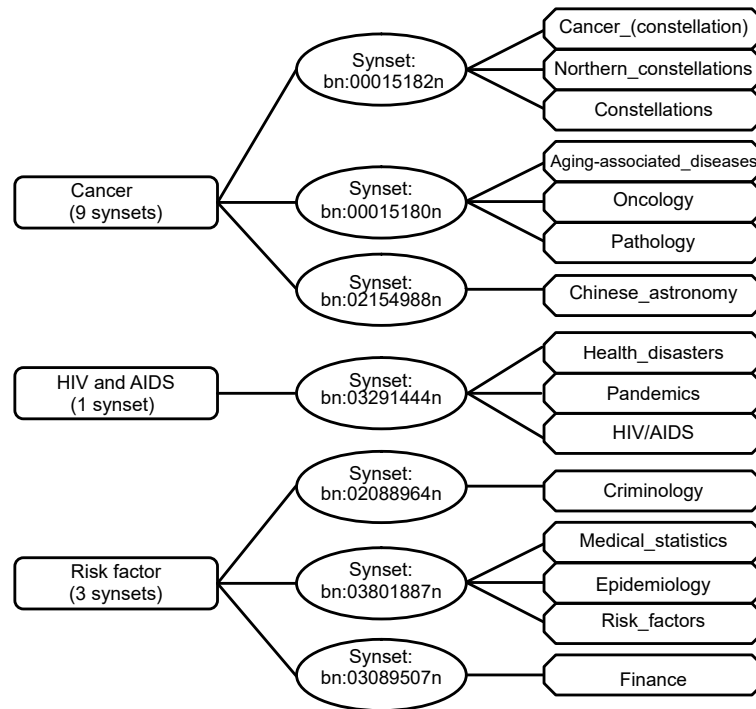 Cancer
(9 synsets)
Synset:
bn:00015182n
Cancer_(constellation)
Northern_constellations
Constellations
Synset:
bn:00015180n
Aging-associated_diseases
Oncology
Pathology
Synset:
bn:02154988n
Chinese_astronomy
HIV and AIDS
(1 synset)
Synset:
bn:03291444n
Health_disasters
Pandemics
HIV/AIDS
Risk factor
(3 synsets)
Synset:
bn:02088964n
Criminology
Synset:
bn:03801887n
Medical_statistics
Epidemiology
Risk_factors
Synset:
bn:03089507n
Finance